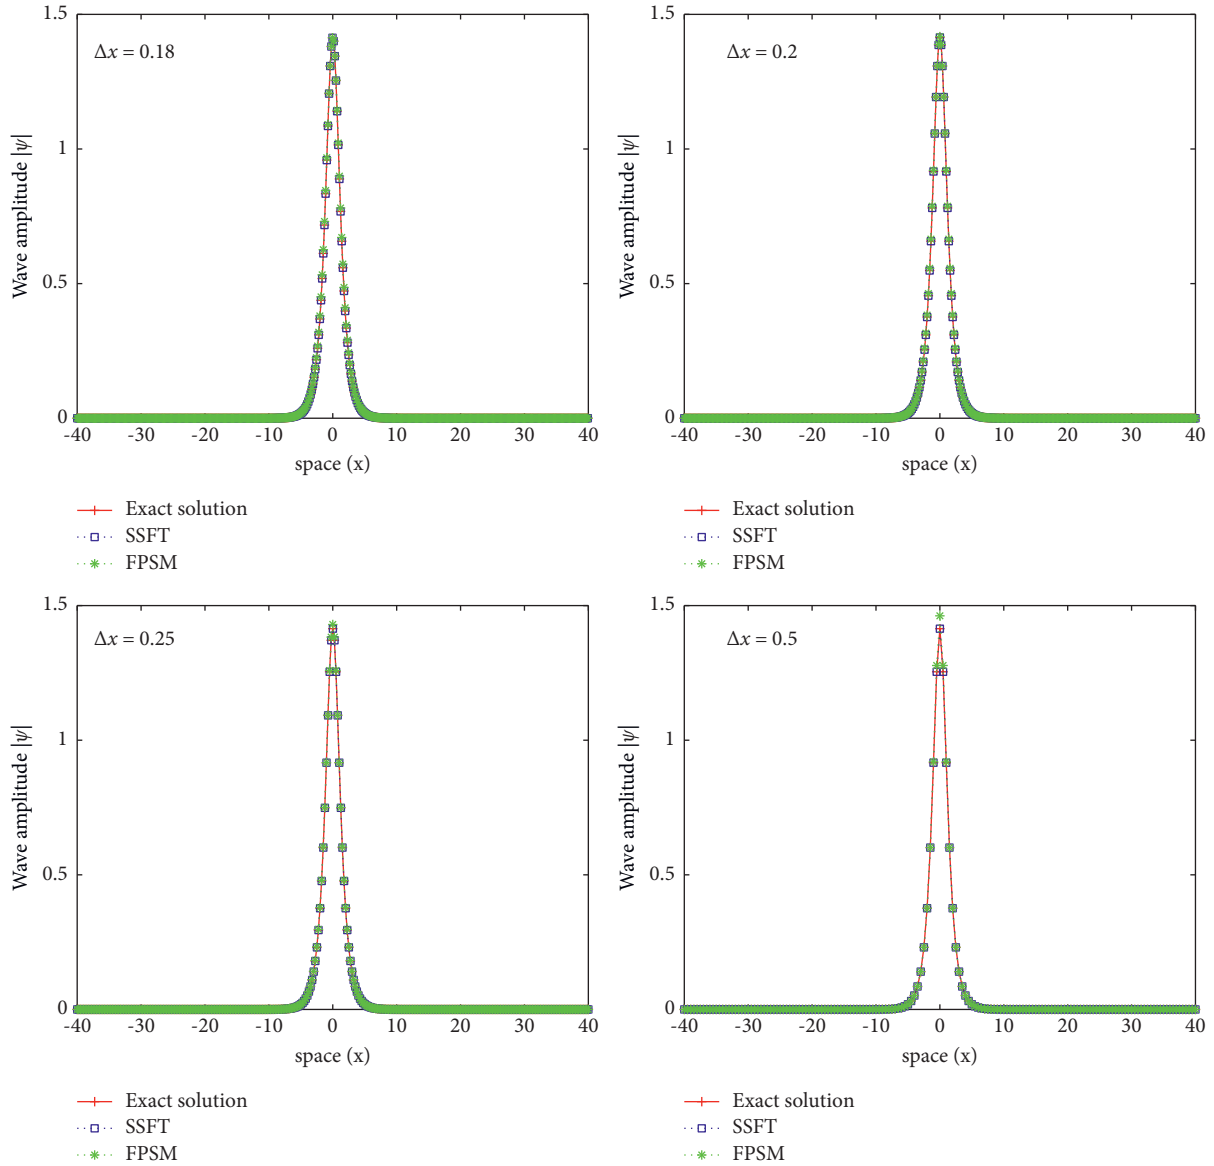 Δx = 0.18
Wave amplitude |ψ|
1.5
1
0.5
0
-40 -30 -20 -10 0 10 20 30 40
space (x)
Exact solution
SSFT
FPSM
Δx = 0.2
Wave amplitude |ψ|
1.5
1
0.5
0
-40 -30 -20 -10 0 10 20 30 40
space (x)
Exact solution
SSFT
FPSM
Δx = 0.25
Wave amplitude |ψ|
1.5
1
0.5
0
-40 -30 -20 -10 0 10 20 30 40
space (x)
Exact solution
SSFT
FPSM
Δx = 0.5
Wave amplitude |ψ|
1.5
1
0.5
0
-40 -30 -20 -10 0 10 20 30 40
space (x)
Exact solution
SSFT
FPSM